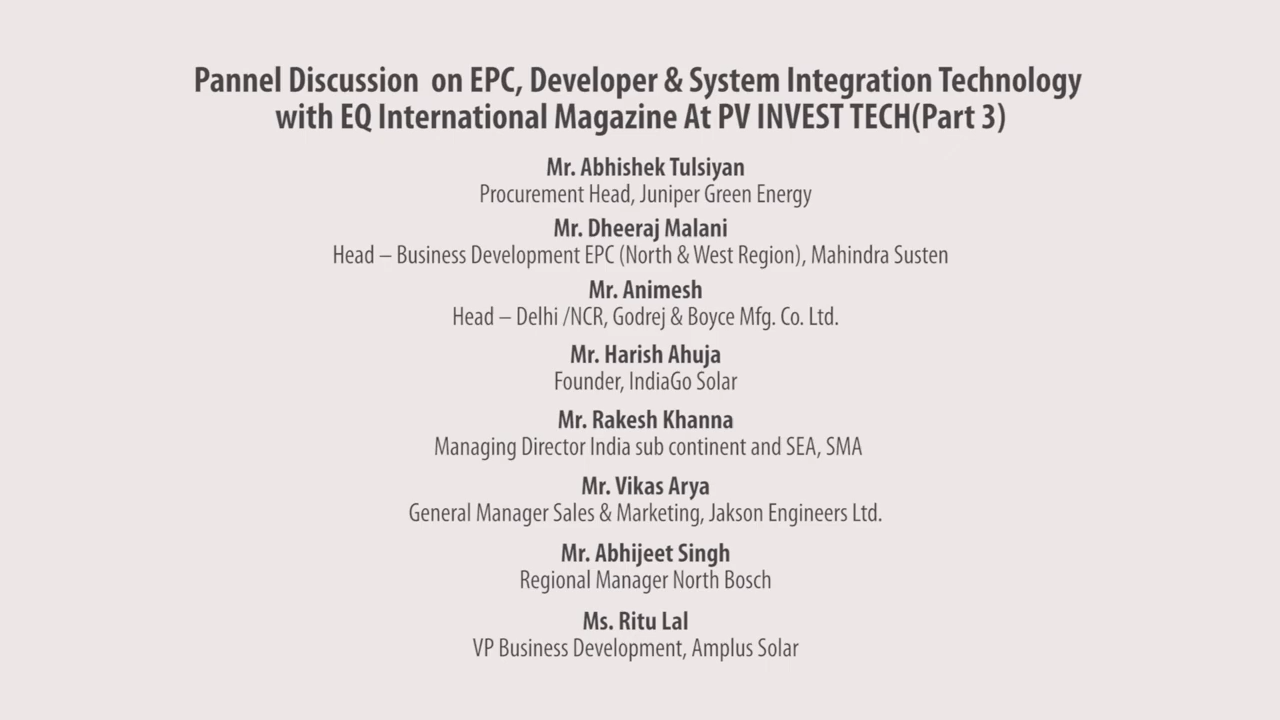 Pannel Discussion on EPC, Developer & System Integration Technology
with EQ International Magazine At PV INVEST TECH(Part 3)
Mr. Abhishek Tulsiyan
Procurement Head, Juniper Green Energy
Mr. Dheeraj Malani
Head – Business Development EPC (North & West Region), Mahindra Susten
Mr. Animesh
Head – Delhi /NCR, Godrej & Boyce Mfg. Co. Ltd.
Mr. Harish Ahuja
Founder, IndiaGo Solar
Mr. Rakesh Khanna
Managing Director India sub continent and SEA, SMA
Mr. Vikas Arya
General Manager Sales & Marketing, Jakson Engineers Ltd.
Mr. Abhijeet Singh
Regional Manager North Bosch
Ms. Ritu Lal
VP Business Development, Amplus Solar